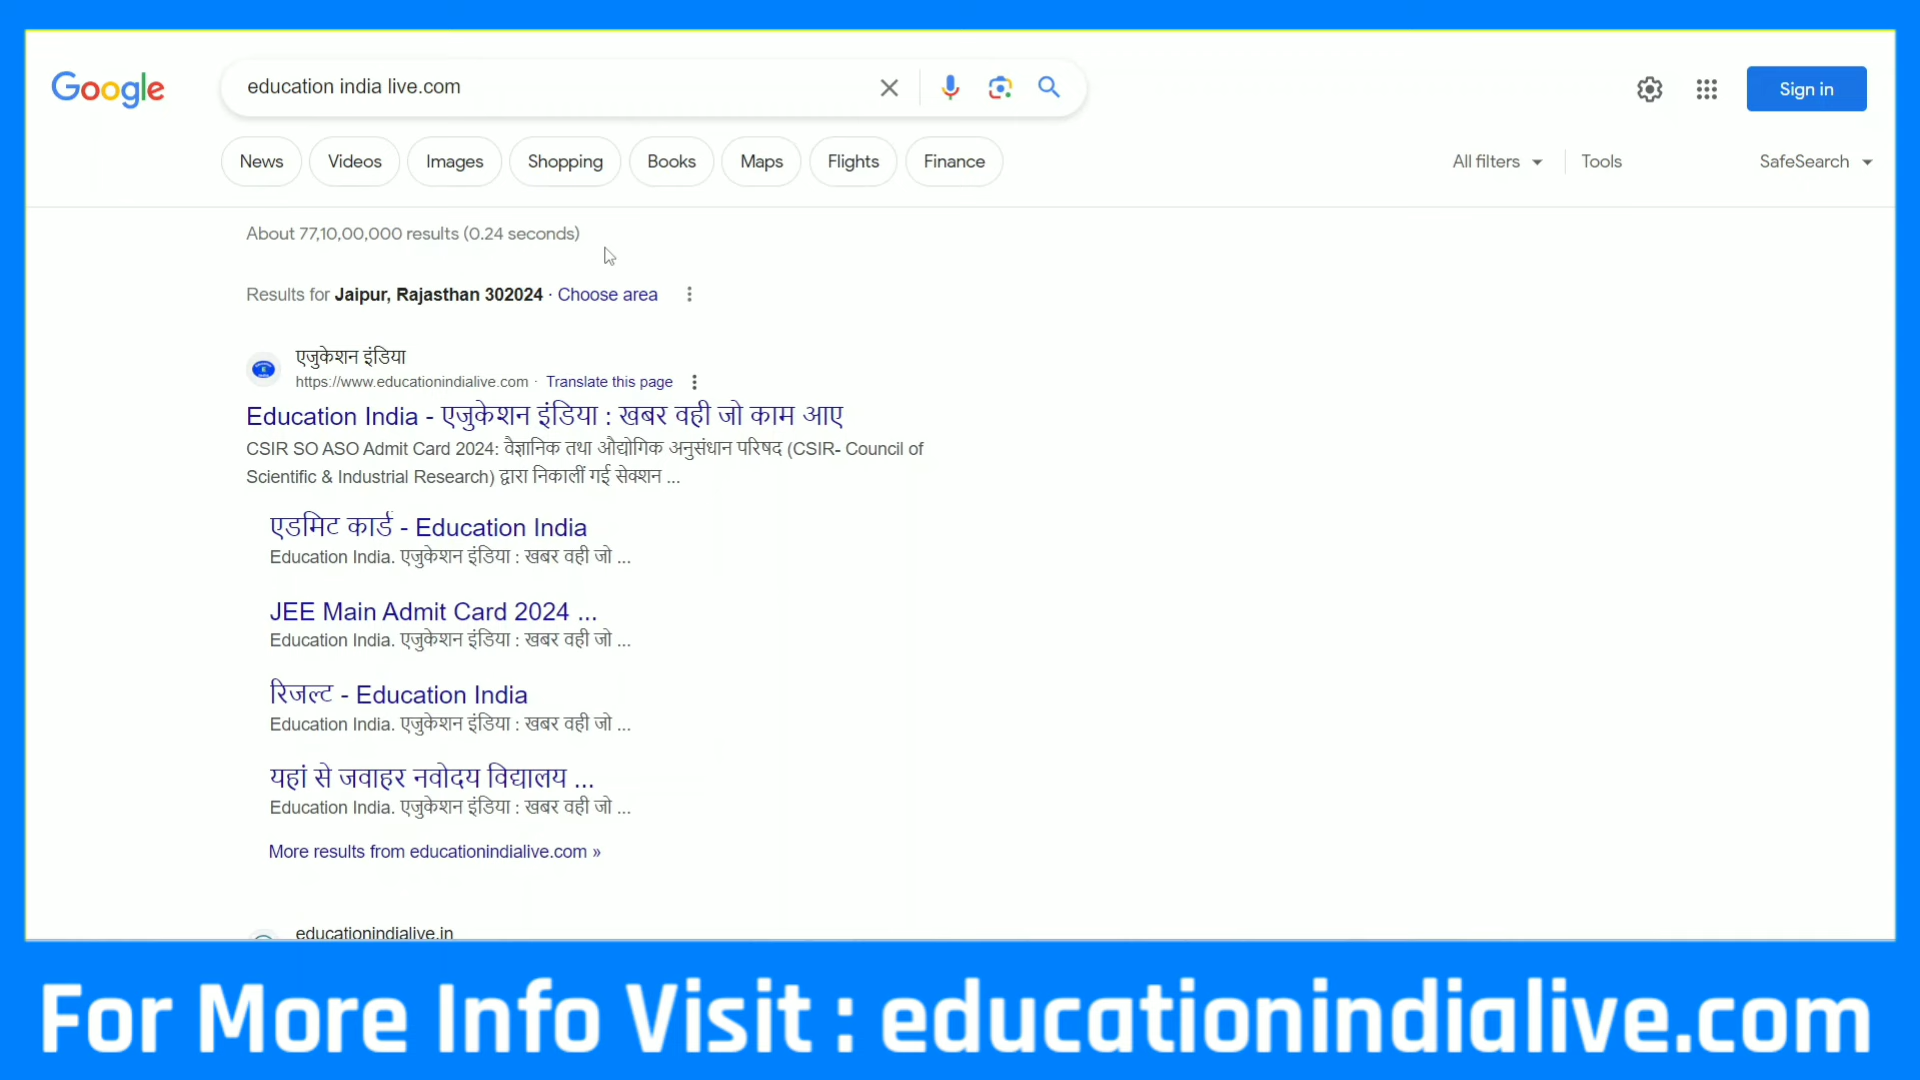 Google
education india live.com
Sign in
News
Videos
Images
Shopping
Books
Maps
Flights
Finance
All filters
Tools
SafeSearch
About 77,10,00,000 results (0.24 seconds)
Results for Jaipur, Rajasthan 302024 · Choose area
एजुकेशन इंडिया
https://www.educationindialive.com · Translate this page
Education India - एजुकेशन इंडिया : खबर वही जो काम आए
CSIR SO ASO Admit Card 2024: वैज्ञानिक तथा औद्योगिक अनुसंधान परिषद (CSIR- Council of
Scientific & Industrial Research) द्वारा निकालीं गई सेक्शन ...
एडमिट कार्ड - Education India
Education India. एजुकेशन इंडिया : खबर वही जो ...
JEE Main Admit Card 2024 ...
Education India. एजुकेशन इंडिया : खबर वही जो ...
रिजल्ट - Education India
Education India. एजुकेशन इंडिया : खबर वही जो ...
यहां से जवाहर नवोदय विद्यालय ...
Education India. एजुकेशन इंडिया : खबर वही जो ...
More results from educationindialive.com »
educationindialive.in
For More Info Visit : educationindialive.com